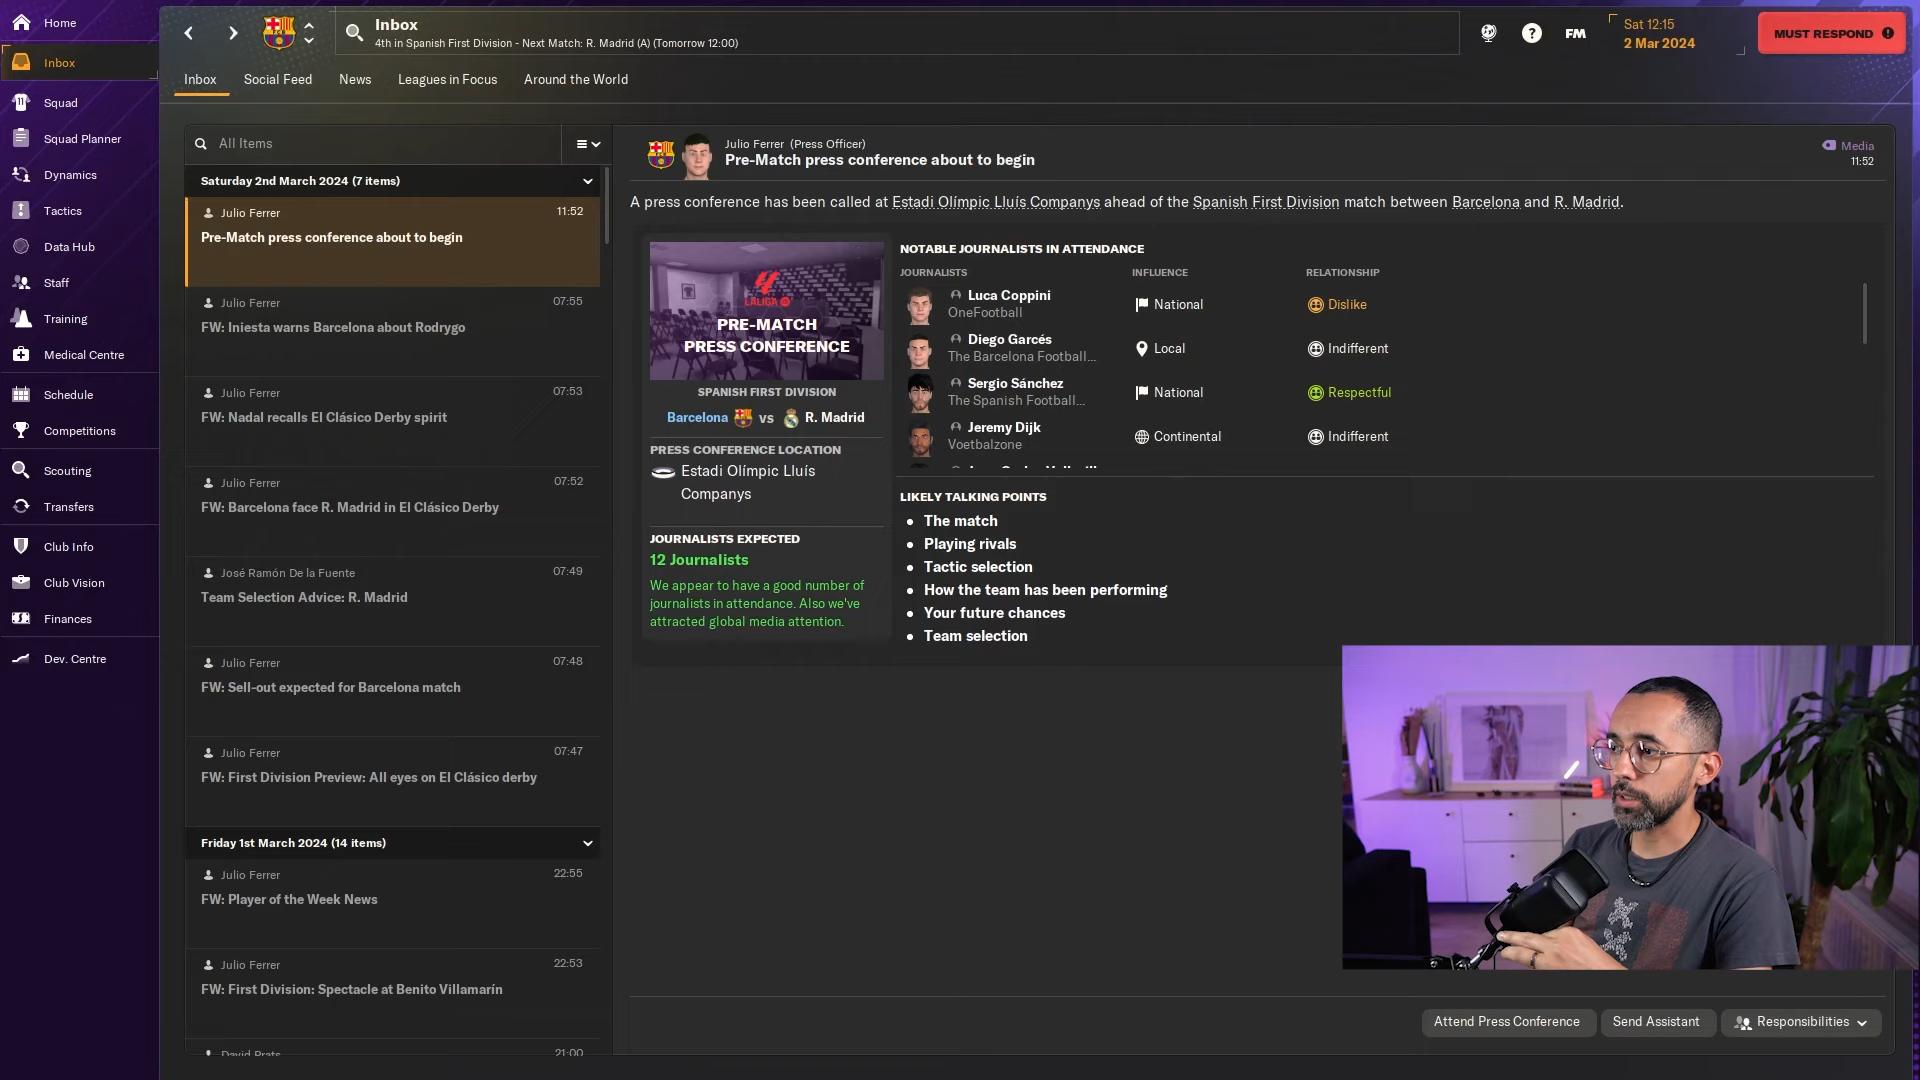 Home
Inbox
Squad
Squad Planner
Dynamics
Tactics
Data Hub
Staff
Training
Medical Centre
Schedule
Competitions
Scouting
Transfers
Club Info
Club Vision
Finances
Dev. Centre
Inbox
4th in Spanish First Division - Next Match: R. Madrid (A) (Tomorrow 12:00)
FM
Sat 12:15
2 Mar 2024
MUST RESPOND
Inbox
Social Feed
News
Leagues in Focus
Around the World
All Items
Saturday 2nd March 2024 (7 items)
Julio Ferrer 11:52
Pre-Match press conference about to begin
Julio Ferrer 07:55
FW: Iniesta warns Barcelona about Rodrygo
Julio Ferrer 07:53
FW: Nadal recalls El Clásico Derby spirit
Julio Ferrer 07:52
FW: Barcelona face R. Madrid in El Clásico Derby
José Ramón De la Fuente 07:49
Team Selection Advice: R. Madrid
Julio Ferrer 07:48
FW: Sell-out expected for Barcelona match
Julio Ferrer 07:47
FW: First Division Preview: All eyes on El Clásico derby
Friday 1st March 2024 (14 items)
Julio Ferrer 22:55
FW: Player of the Week News
Julio Ferrer 22:53
FW: First Division: Spectacle at Benito Villamarín
David Prats 21:00
Julio Ferrer (Press Officer)
Pre-Match press conference about to begin
Media
11:52
A press conference has been called at Estadi Olímpic Lluís Companys ahead of the Spanish First Division match between Barcelona and R. Madrid.
LALIGA
PRE-MATCH
PRESS CONFERENCE
SPANISH FIRST DIVISION
Barcelona vs R. Madrid
PRESS CONFERENCE LOCATION
Estadi Olímpic Lluís
Companys
JOURNALISTS EXPECTED
12 Journalists
We appear to have a good number of
journalists in attendance. Also we've
attracted global media attention.
NOTABLE JOURNALISTS IN ATTENDANCE
JOURNALISTS INFLUENCE RELATIONSHIP
Luca Coppini
OneFootball
National
Dislike
Diego Garcés
The Barcelona Football...
Local
Indifferent
Sergio Sánchez
The Spanish Football...
National
Respectful
Jeremy Dijk
Voetbalzone
Continental
Indifferent
LIKELY TALKING POINTS
• The match
• Playing rivals
• Tactic selection
• How the team has been performing
• Your future chances
• Team selection
Attend Press Conference
Send Assistant
Responsibilities